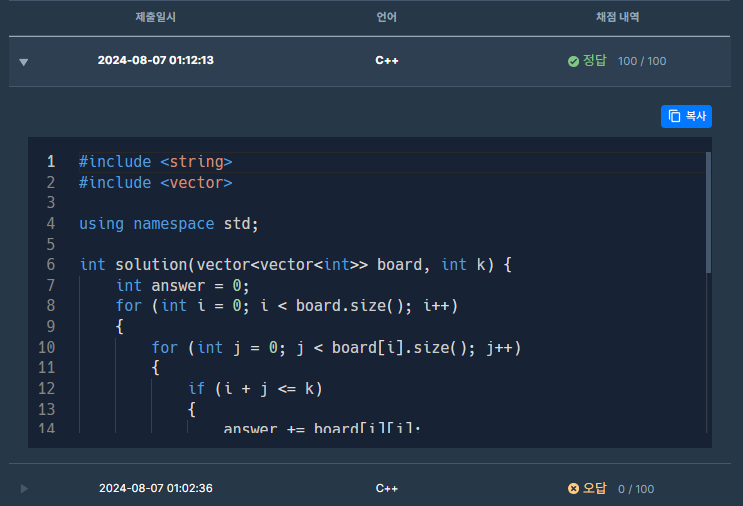 제출일시 언어 채점 내역
2024-08-07 01:12:13 C++ 정답 100 / 100
복사
1 #include <string>
2 #include <vector>
3
4 using namespace std;
5
6 int solution(vector<vector<int>> board, int k) {
7 int answer = 0;
8 for (int i = 0; i < board.size(); i++)
9 {
10 for (int j = 0; j < board[i].size(); j++)
11 {
12 if (i + j <= k)
13 {
14 answer += board[i][j];
2024-08-07 01:02:36 C++ 오답 0 / 100